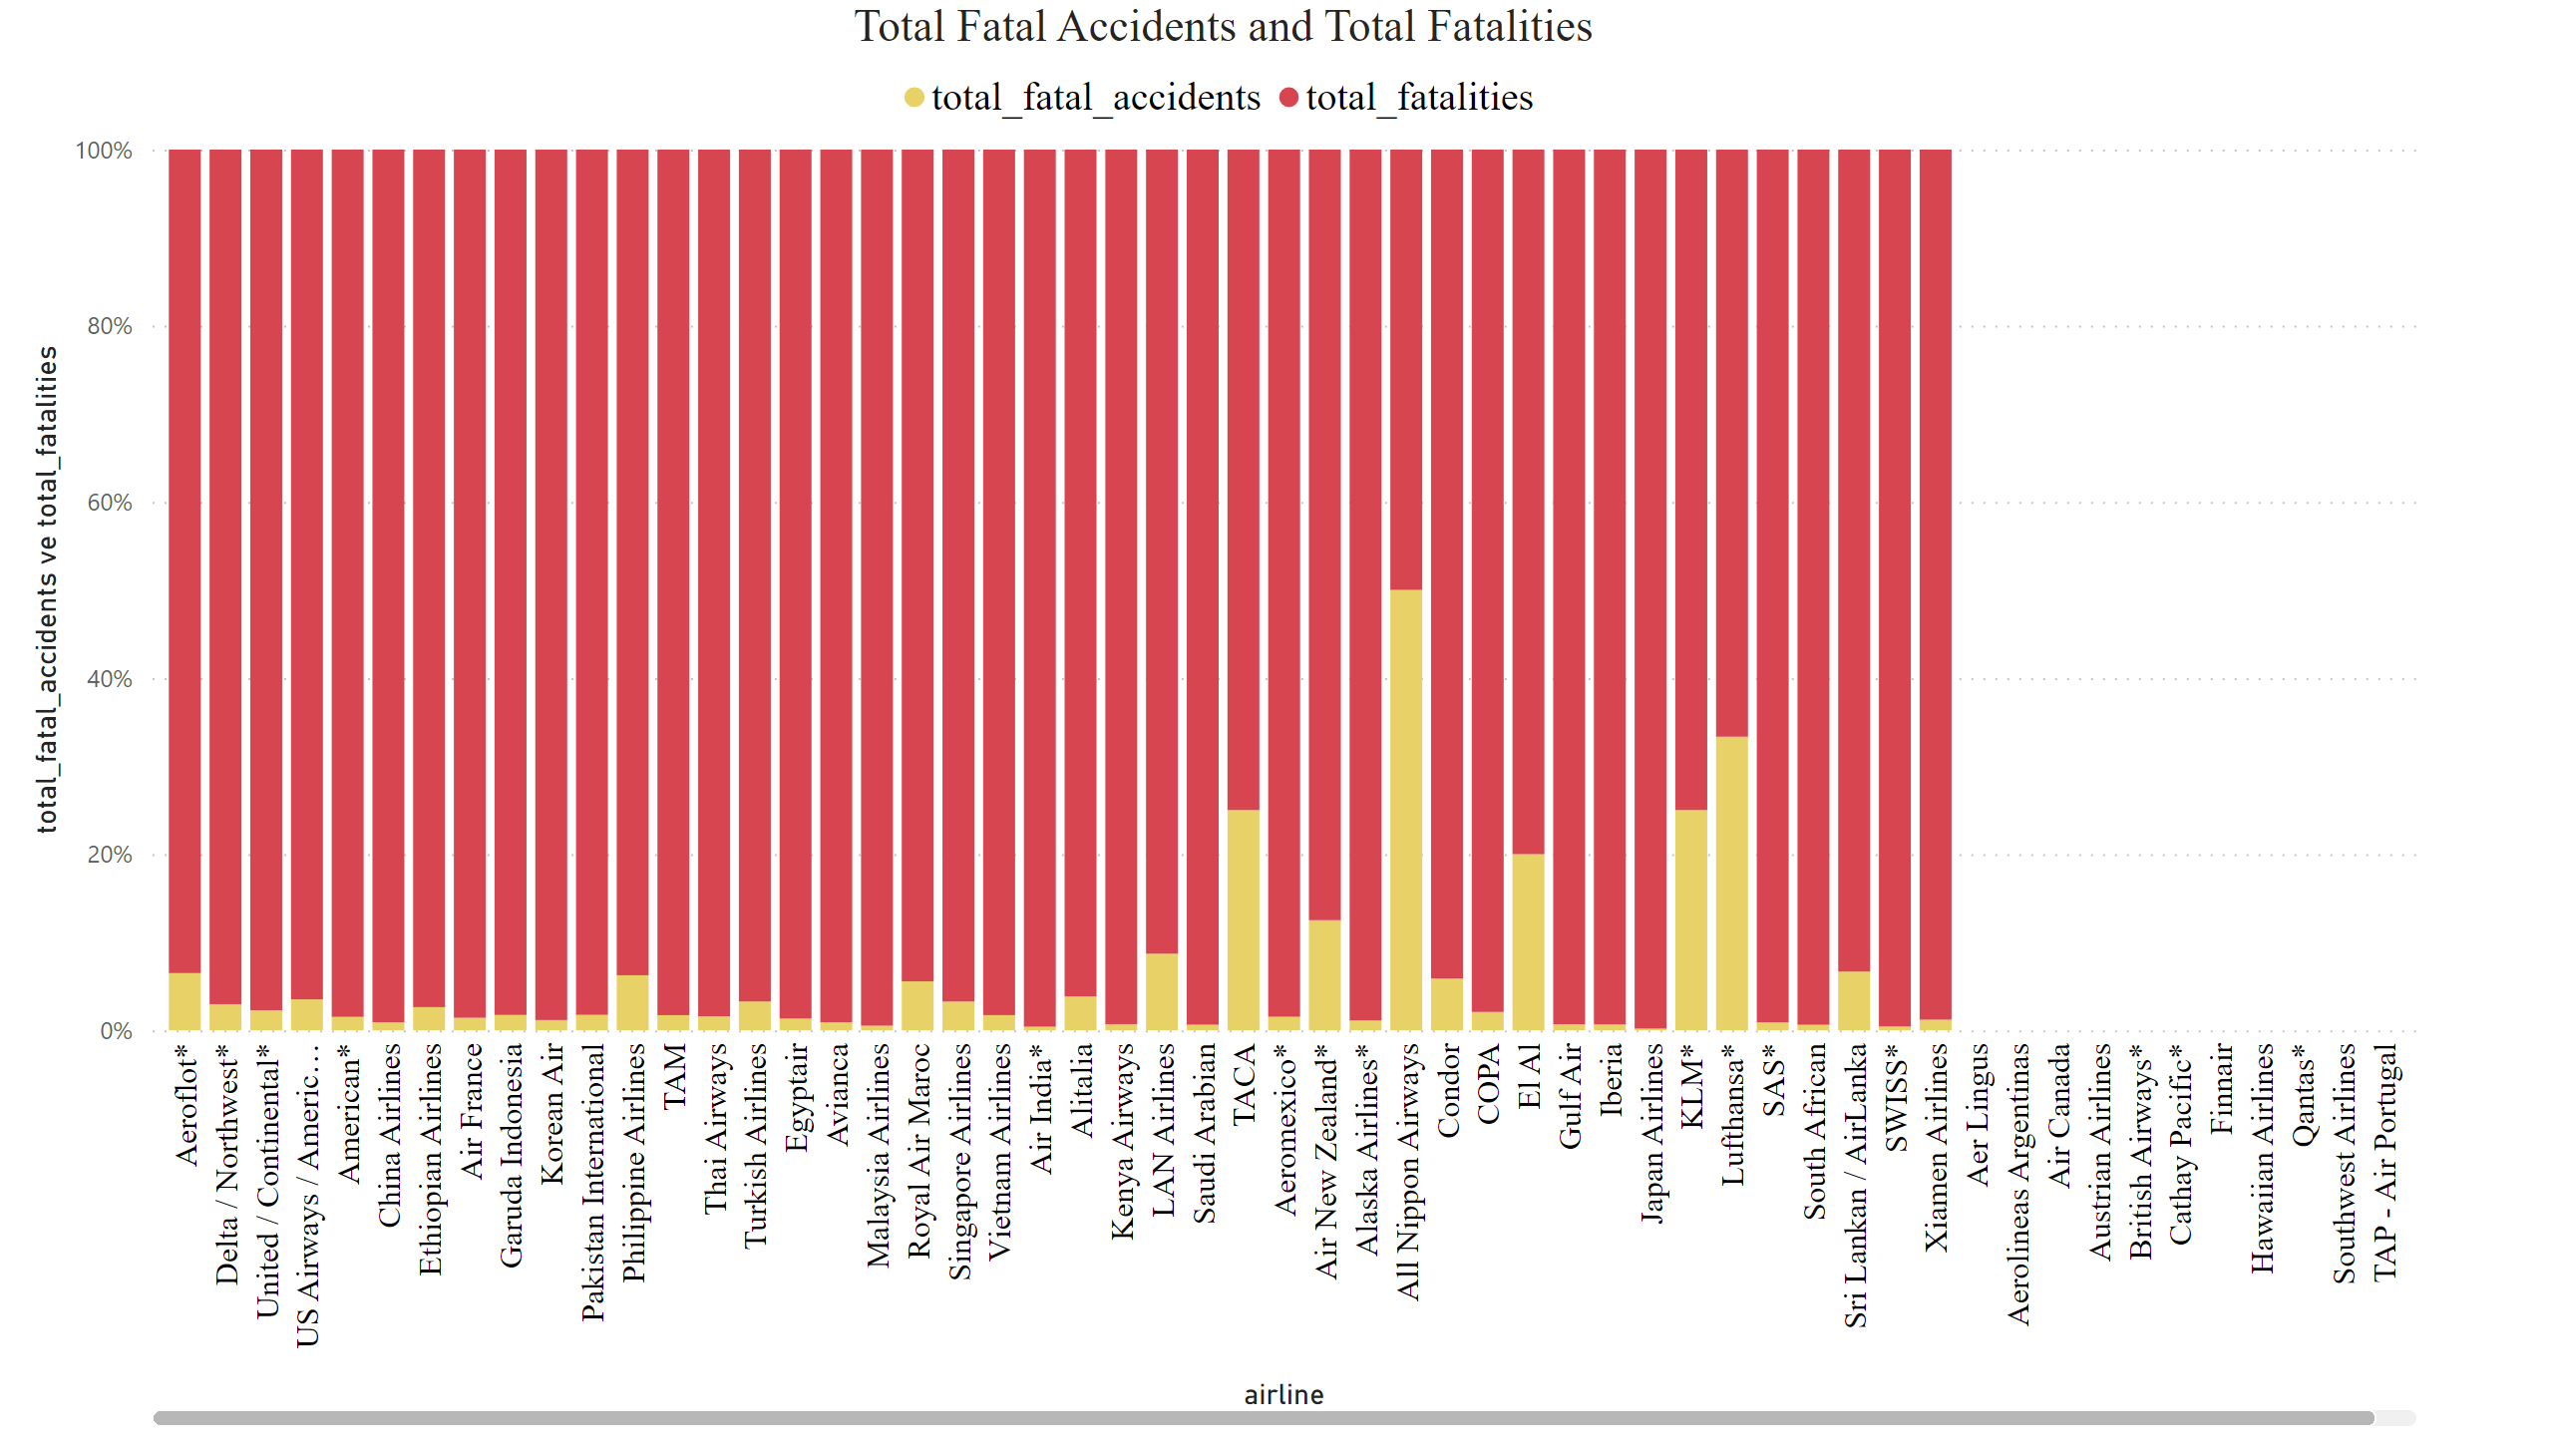 Total Fatal Accidents and Total Fatalities
total_fatal_accidents total_fatalities
total_fatal_accidents ve total_fatalities
100%
80%
60%
40%
20%
0%
Aeroflot*
Delta / Northwest*
United / Continental*
US Airways / Americ…
American*
China Airlines
Ethiopian Airlines
Air France
Garuda Indonesia
Korean Air
Pakistan International
Philippine Airlines
TAM
Thai Airways
Turkish Airlines
Egyptair
Avianca
Malaysia Airlines
Royal Air Maroc
Singapore Airlines
Vietnam Airlines
Air India*
Alitalia
Kenya Airways
LAN Airlines
Saudi Arabian
TACA
Aeromexico*
Air New Zealand*
Alaska Airlines*
All Nippon Airways
Condor
COPA
El Al
Gulf Air
Iberia
Japan Airlines
KLM*
Lufthansa*
SAS*
South African
Sri Lankan / AirLanka
SWISS*
Xiamen Airlines
Aer Lingus
Aerolineas Argentinas
Air Canada
Austrian Airlines
British Airways*
Cathay Pacific*
Finnair
Hawaiian Airlines
Qantas*
Southwest Airlines
TAP - Air Portugal
airline